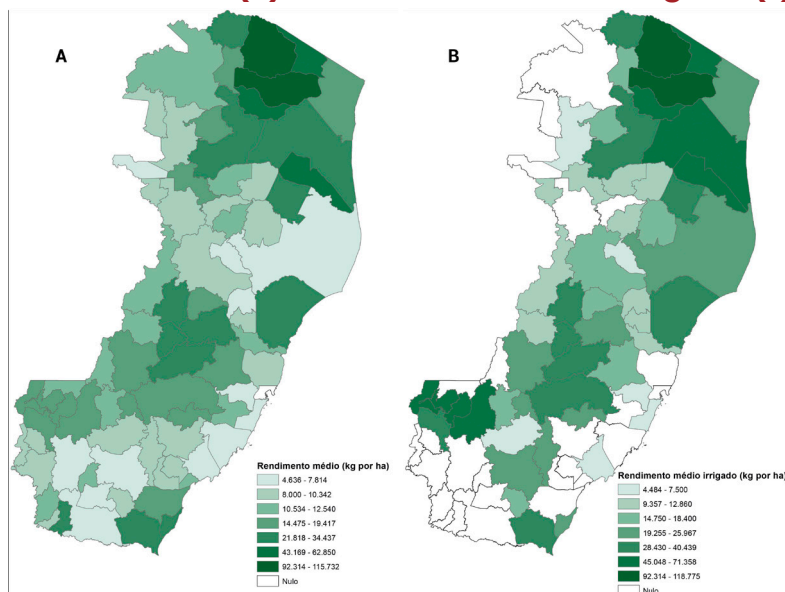 A
B
Rendimento médio (kg por ha)
4.636 - 7.814
8.000 - 10.342
10.534 - 12.540
14.475 - 19.417
21.818 - 34.437
43.169 - 62.850
92.314 - 115.732
Nulo
Rendimento médio irrigado (kg por ha)
4.484 - 7.500
9.357 - 12.860
14.750 - 18.400
19.255 - 25.967
28.430 - 40.439
45.048 - 71.358
92.314 - 118.775
Nulo